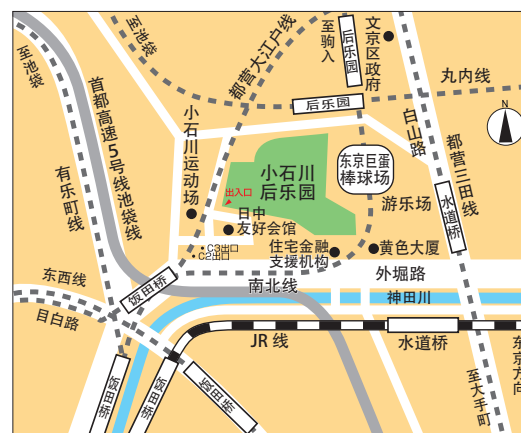 至池袋
至池袋
首都高速5号线池袋线
有乐町线
都营大江户线
至驹入
后乐园
文京区政府
丸内线
后乐园
白山路
N
小石川运动场
小石川
后乐园
出入口
东京巨蛋
棒球场
都营三田线
游乐场
水道桥
日中
友好会馆
C3出口
C2出口
住宅金融
支援机构
黄色大厦
东西线
饭田桥
南北线
外堀路
神田川
目白路
JR 线
水道桥
饭田桥
饭田桥
饭田桥
至大手町
东京方向